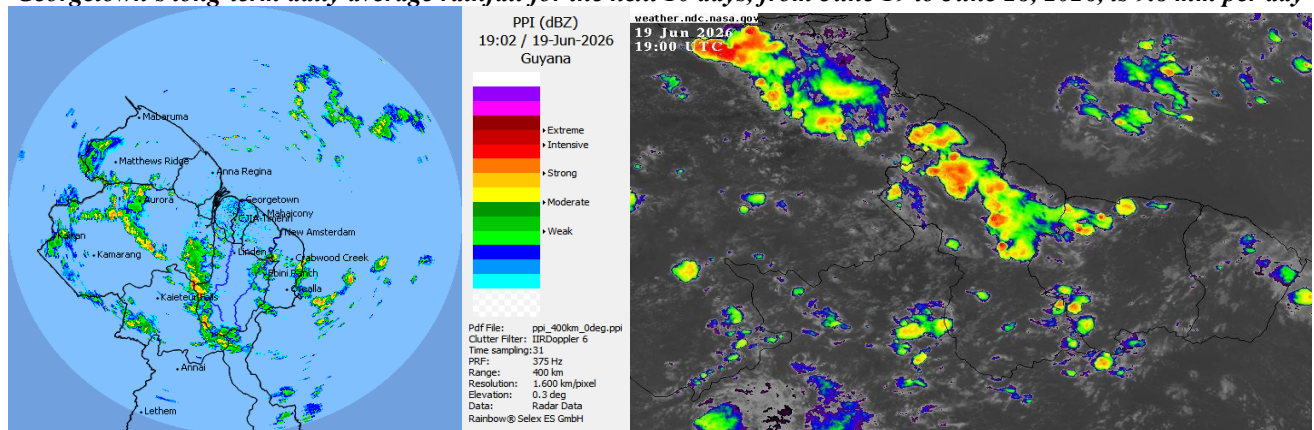 Georgetown's long-term daily average rainfall for the next 10 days, from June 19 to June 28, 2026, is 9.8 mm per day
PPI (dBZ)
19:02 / 19-Jun-2026
Guyana
Extreme
Intensive
Strong
Moderate
Weak
Pdf File: ppi_400km_0deg.ppi
Clutter Filter: IIRDoppler 6
Time sampling:31
PRF: 375 Hz
Range: 400 km
Resolution: 1.600 km/pixel
Elevation: 0.3 deg
Data: Radar Data
Rainbow® Selex ES GmbH
Mabaruma
Matthews Ridge
Anna Regina
Aurora
Georgetown
Mahaicony
CJIA-Timehri
New Amsterdam
Linden
Kamarang
Crabwood Creek
Ebini Ranch
Orealla
Kaieteur Falls
Annai
Lethem
weather.ndc.nasa.gov
19 Jun 2026
19:00 UTC